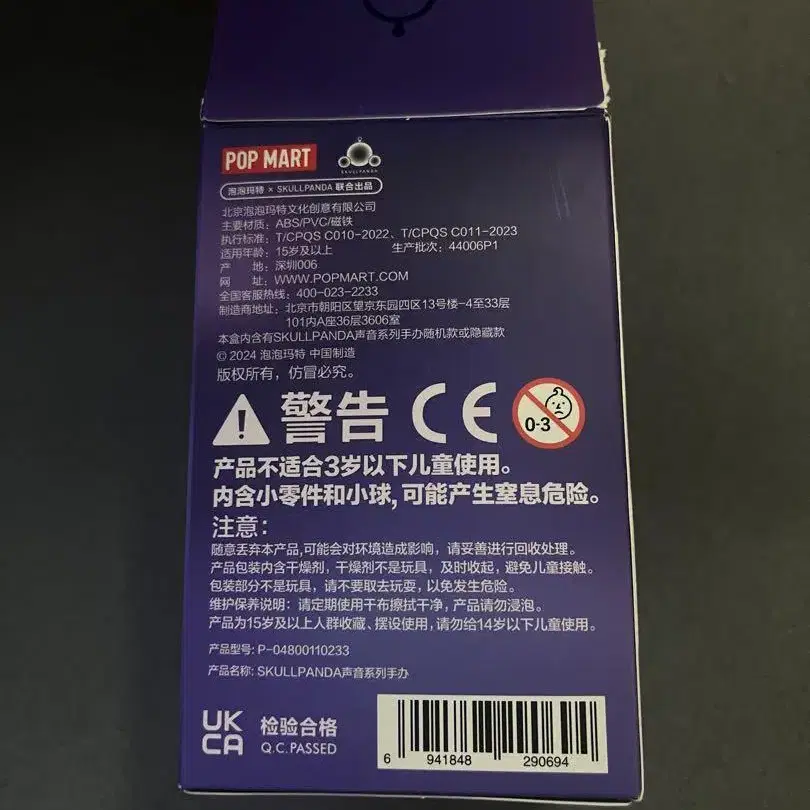 POP MART
SKULLPANDA
泡泡玛特 × SKULLPANDA 联合出品
北京泡泡玛特文化创意有限公司
主要材质：ABS/PVC/磁铁
执行标准：T/CPQS C010-2022、T/CPQS C011-2023
适用年龄：15岁及以上 生产批次：44006P1
产 地：深圳006
网 址：WWW.POPMART.COM
全国客服热线：400-023-2233
制造商地址：北京市朝阳区望京东园四区13号楼-4至33层
101内A座36层3606室
本盒内含有SKULLPANDA声音系列手办随机款或隐藏款
© 2024 泡泡玛特 中国制造
版权所有，仿冒必究。
警告 CE 0-3
产品不适合3岁以下儿童使用。
内含小零件和小球，可能产生窒息危险。
注意：
随意丢弃本产品，可能会对环境造成影响，请妥善进行回收处理。
产品包装内含干燥剂，干燥剂不是玩具，及时收起，避免儿童接触。
包装部分不是玩具，请不要取去玩耍，以免发生危险。
维护保养说明：请定期使用干布擦拭干净，产品请勿浸泡。
产品为15岁及以上人群收藏、摆设使用，请勿给14岁以下儿童使用。
产品型号：P-04800110233
产品名称：SKULLPANDA声音系列手办
UK
CA
检验合格
Q.C.PASSED
6 941848 290694